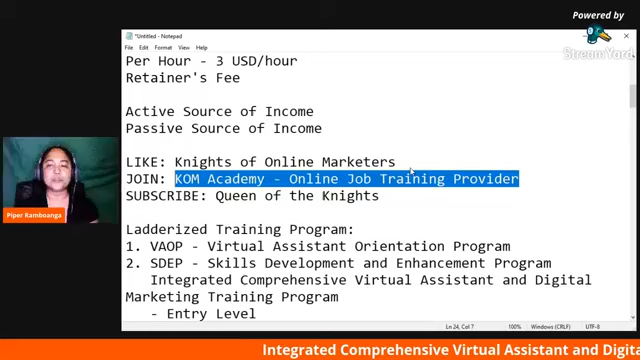 Powered by
StreamYard
*Untitled - Notepad
File Edit Format View Help
Per Hour - 3 USD/hour
Retainer's Fee
Active Source of Income
Passive Source of Income
LIKE: Knights of Online Marketers
JOIN: KOM Academy - Online Job Training Provider
SUBSCRIBE: Queen of the Knights
Ladderized Training Program:
1. VAOP - Virtual Assistant Orientation Program
2. SDEP - Skills Development and Enhancement Program
Integrated Comprehensive Virtual Assistant and Digital
Marketing Training Program
- Entry Level
Piper Ramboanga
Ln 24, Col 7 100% Windows (CRLF) UTF-8
Integrated Comprehensive Virtual Assistant and Digita